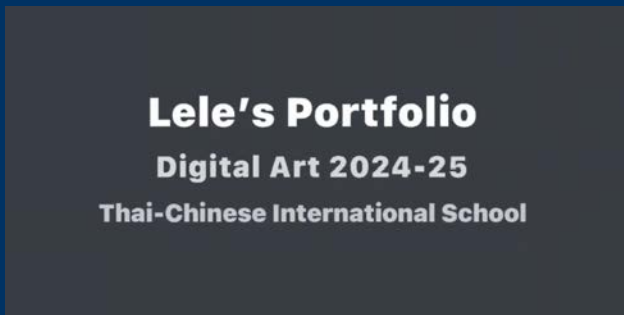 Lele’s Portfolio
Digital Art 2024-25
Thai-Chinese International School